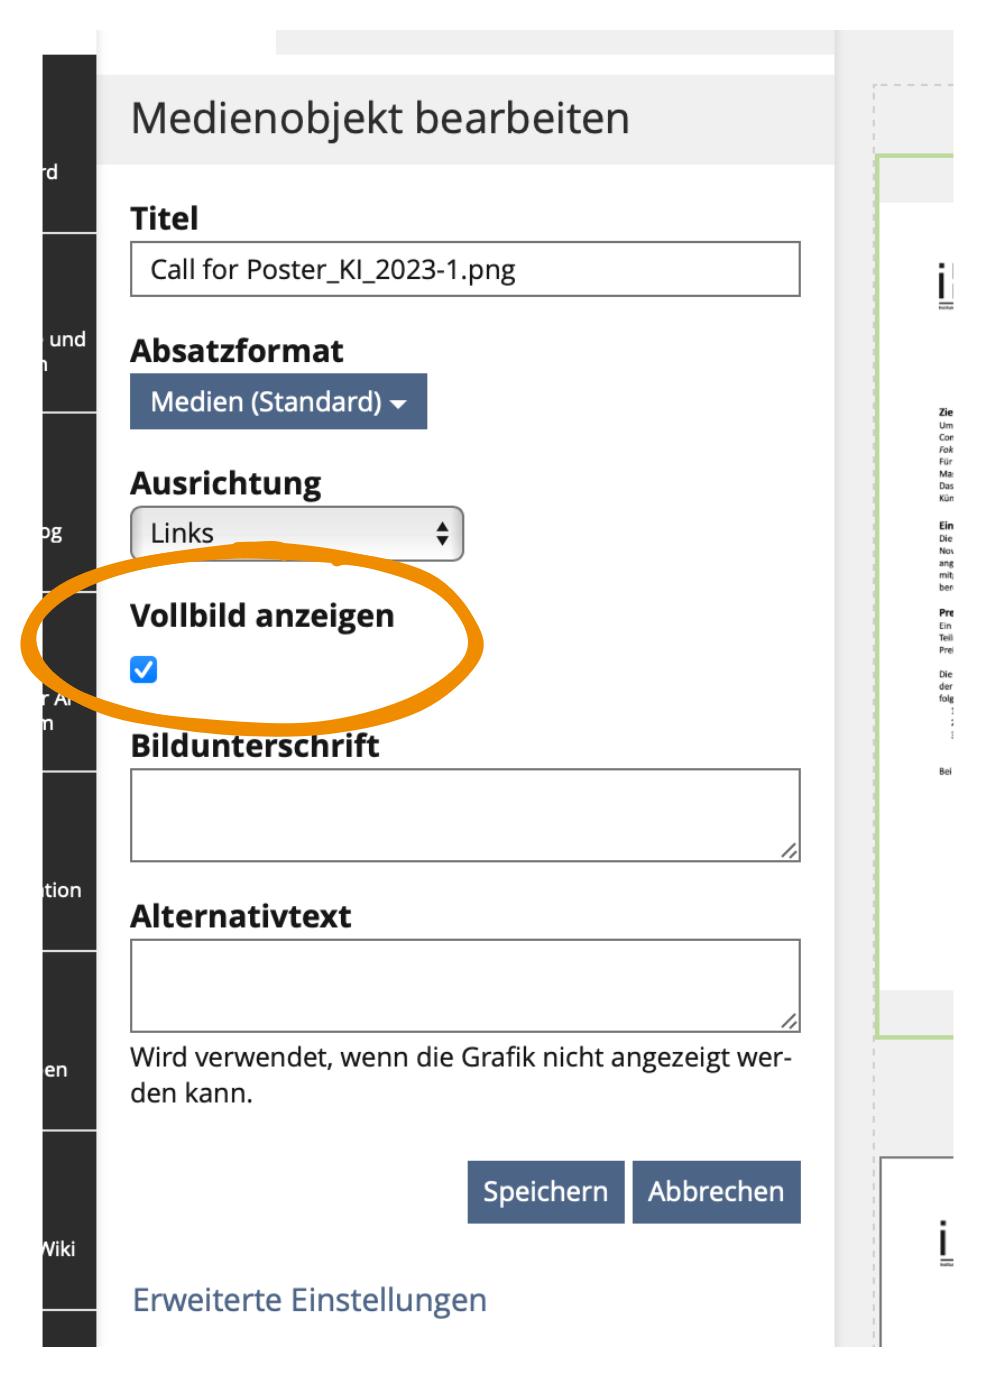 Medienobjekt bearbeiten
Titel
Call for Poster_KI_2023-1.png
Absatzformat
Medien (Standard)
Ausrichtung
Links
Vollbild anzeigen
Bildunterschrift
Alternativtext
Wird verwendet, wenn die Grafik nicht angezeigt wer-
den kann.
Speichern Abbrechen
Erweiterte Einstellungen
rd
und
n
og
r AI
m
tion
en
Wiki
Zie
Um
Con
Fok
Für
Ma
Das
Kün
Ein
Die
Nov
ang
mit
ber
Pre
Ein
Teil
Prei
Die
der
folg
Bei